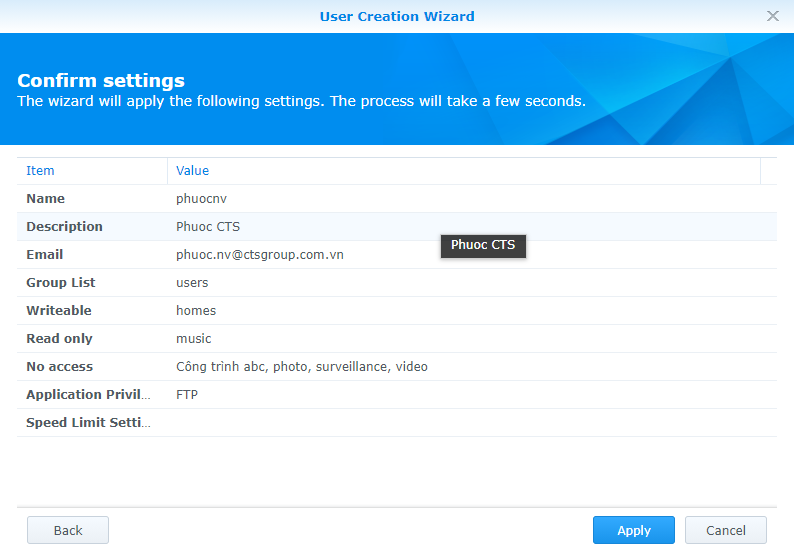 User Creation Wizard
Confirm settings
The wizard will apply the following settings. The process will take a few seconds.
Item Value
Name phuocnv
Description Phuoc CTS
Phuoc CTS
Email phuoc.nv@ctsgroup.com.vn
Group List users
Writeable homes
Read only music
No access Công trình abc, photo, surveillance, video
Application Privil... FTP
Speed Limit Setti...
Back Apply Cancel